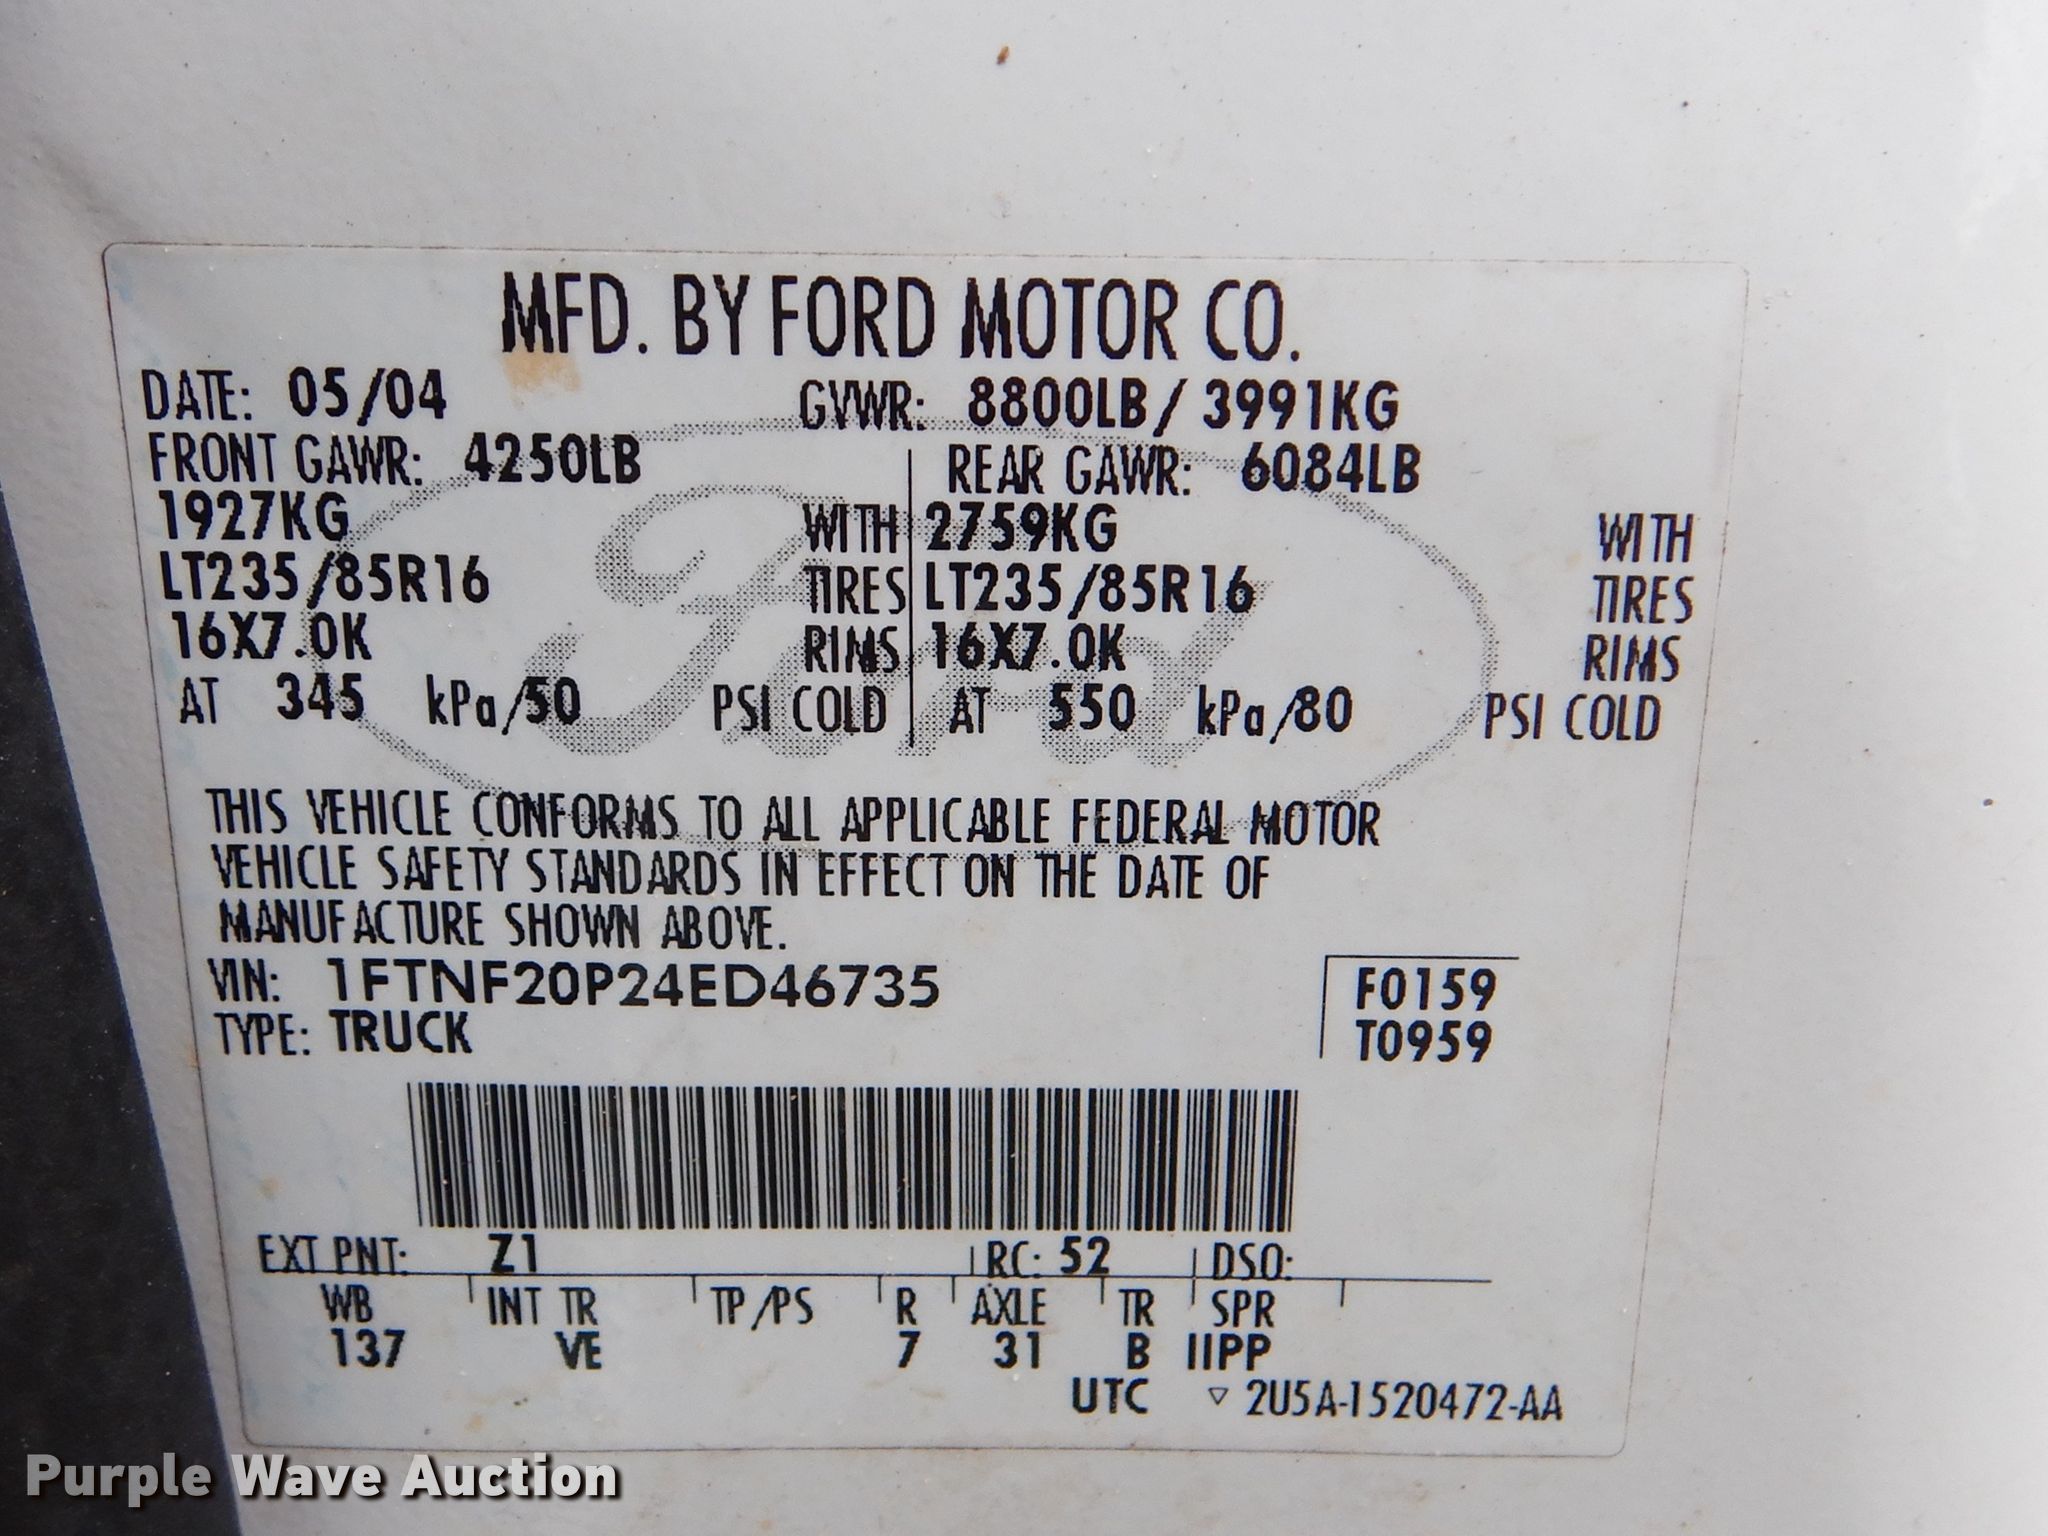 MFD. BY FORD MOTOR CO.
DATE: 05/04 GVWR: 8800LB/ 3991KG
FRONT GAWR: 4250LB REAR GAWR: 6084LB
1927KG WITH 2759KG WITH
LT235/85R16 TIRES LT235/85R16 TIRES
16X7.0K RIMS 16X7.0K RIMS
AT 345 kPa/50 PSI COLD AT 550 kPa/80 PSI COLD
Ford
THIS VEHICLE CONFORMS TO ALL APPLICABLE FEDERAL MOTOR
VEHICLE SAFETY STANDARDS IN EFFECT ON THE DATE OF
MANUFACTURE SHOWN ABOVE.
VIN: 1FTNF20P24ED46735 F0159
TYPE: TRUCK T0959
EXT PNT: Z1 RC: 52 DSO:
WB INT TR TP/PS R AXLE TR SPR
137 VE 7 31 B IIPP
UTC ▽ 2U5A-1520472-AA
Purple Wave Auction